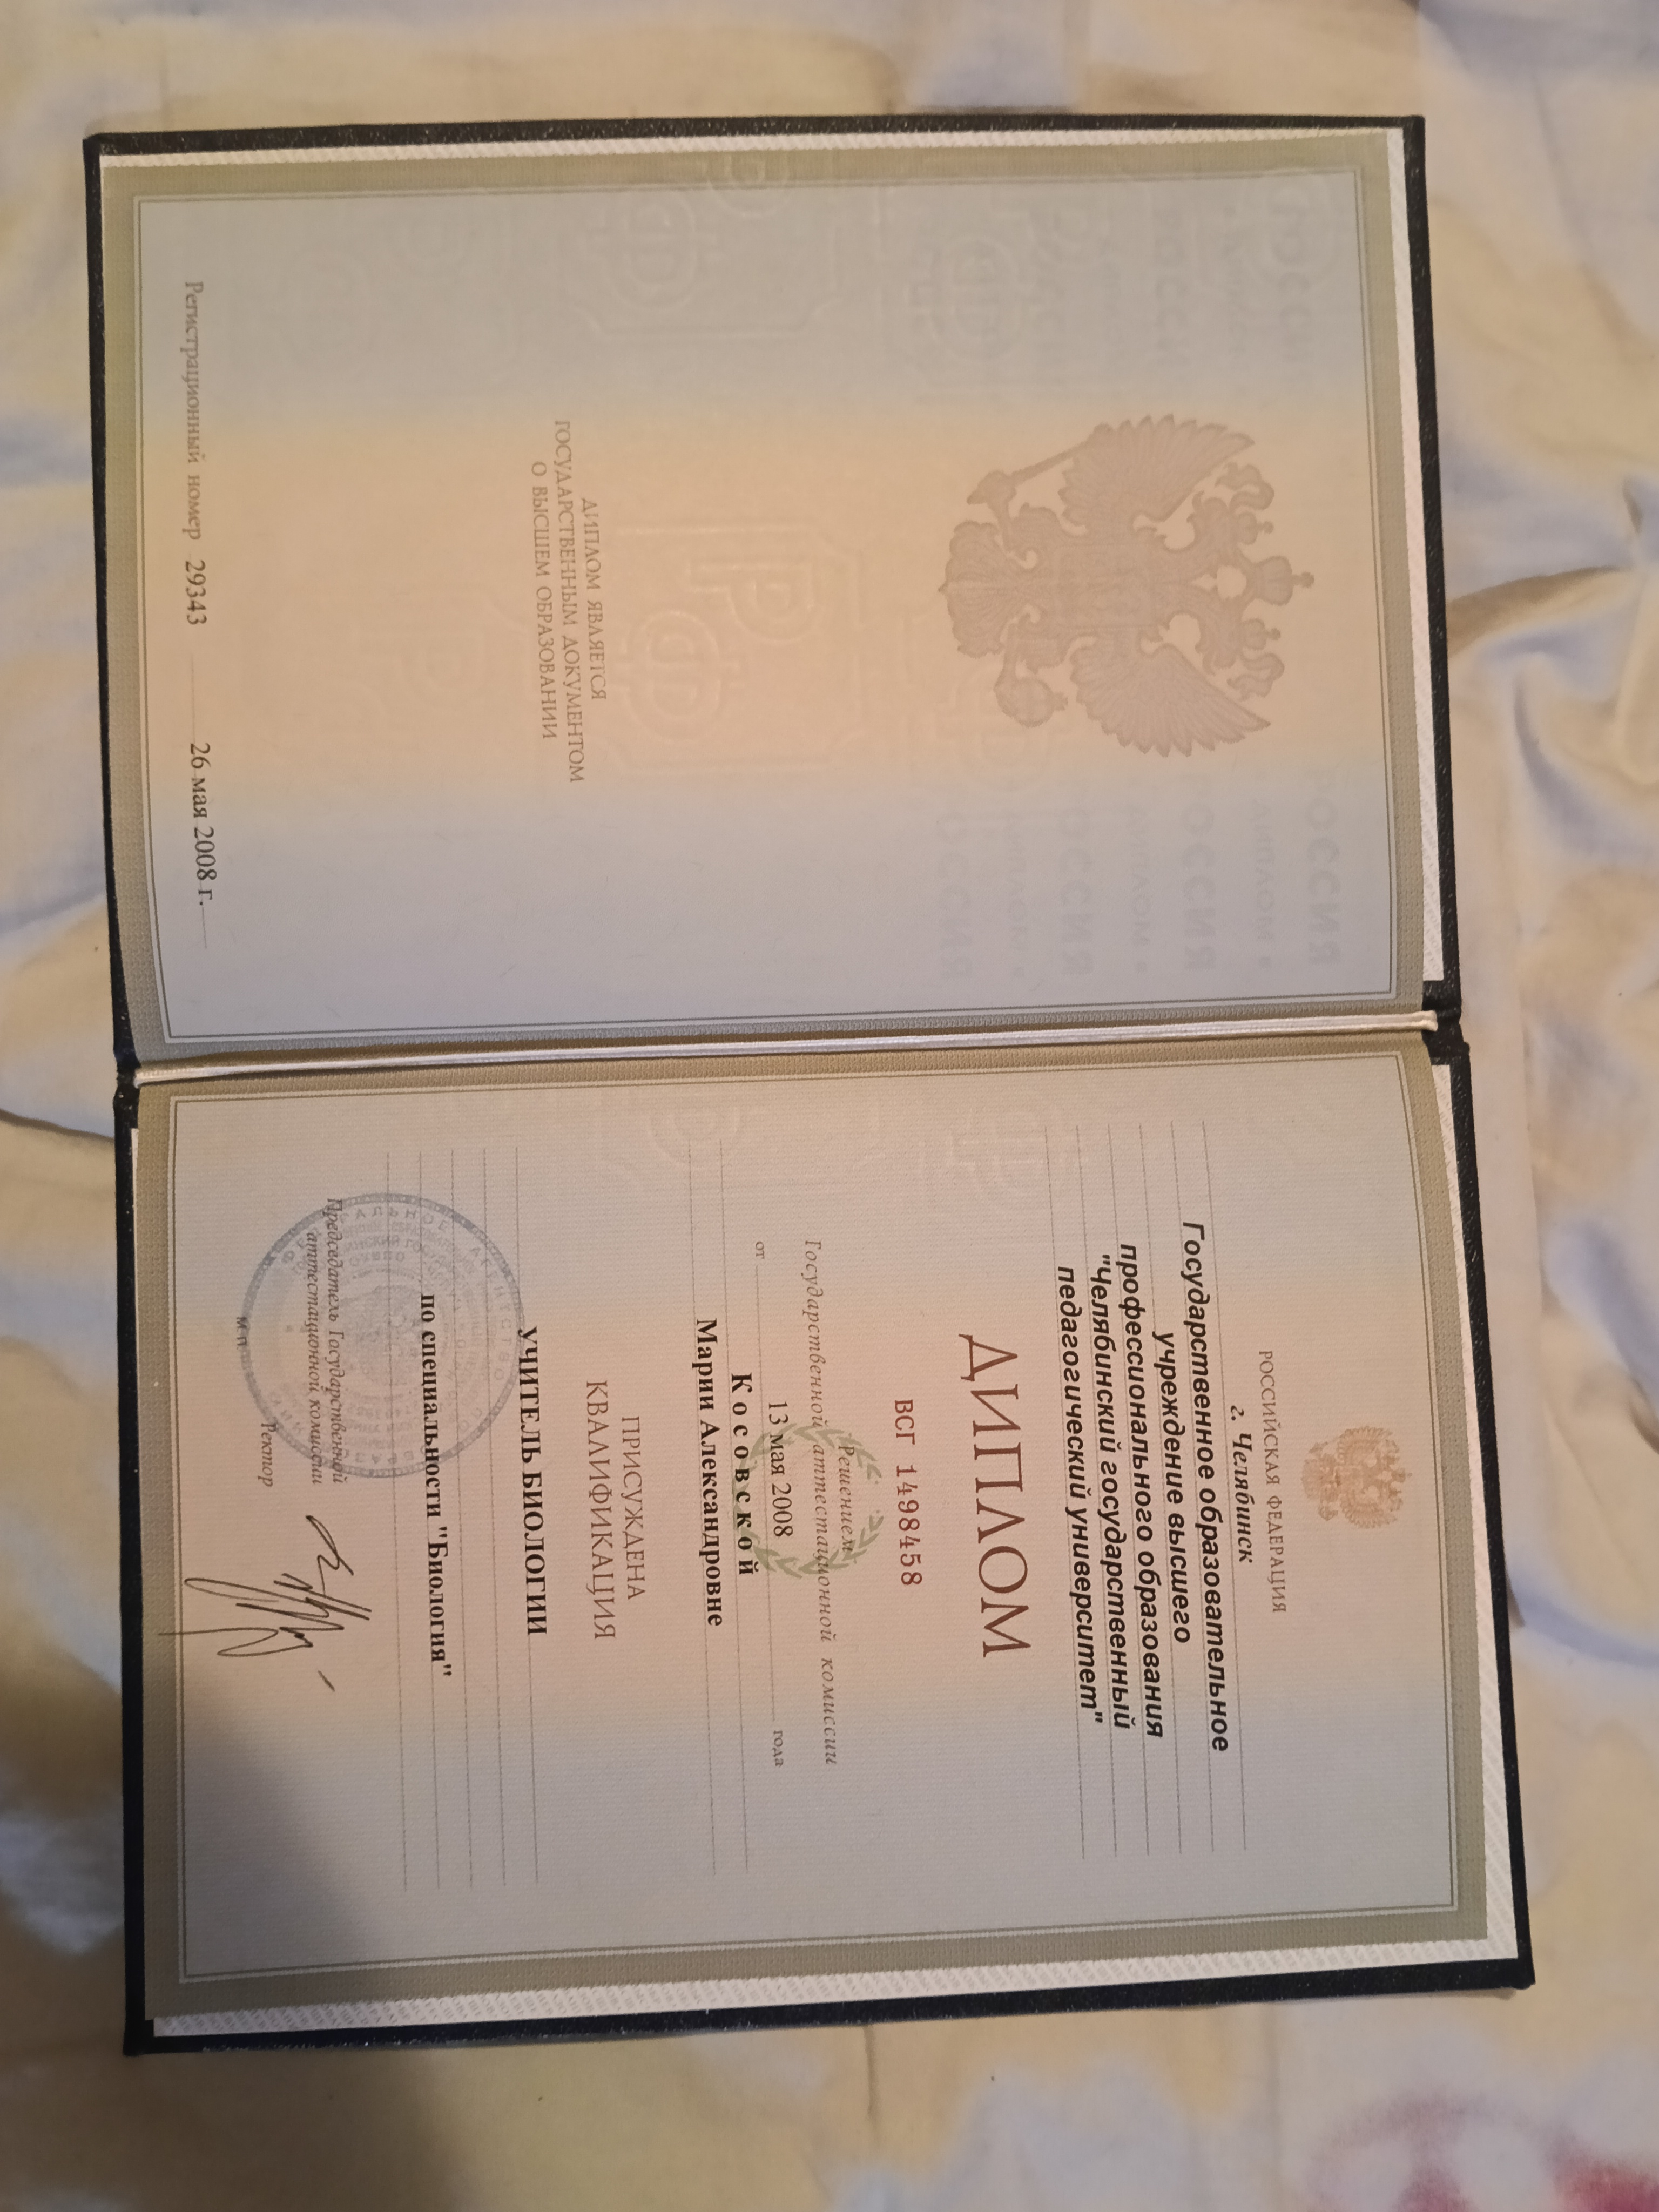 ДИПЛОМ ЯВЛЯЕТСЯ
ГОСУДАРСТВЕННЫМ ДОКУМЕНТОМ
О ВЫСШЕМ ОБРАЗОВАНИИ
Регистрационный номер 29343 26 мая 2008 г.
РОССИЙСКАЯ ФЕДЕРАЦИЯ
г. Челябинск
Государственное образовательное
учреждение высшего
профессионального образования
"Челябинский государственный
педагогический университет"
ДИПЛОМ
ВСГ 1498458
Решением
Государственной аттестационной комиссии
от 13 мая 2008 года
Косовской
Марии Александровне
ПРИСУЖДЕНА
КВАЛИФИКАЦИЯ
УЧИТЕЛЬ БИОЛОГИИ
по специальности "Биология"
Председатель Государственной
аттестационной комиссии
Ректор
М.П.